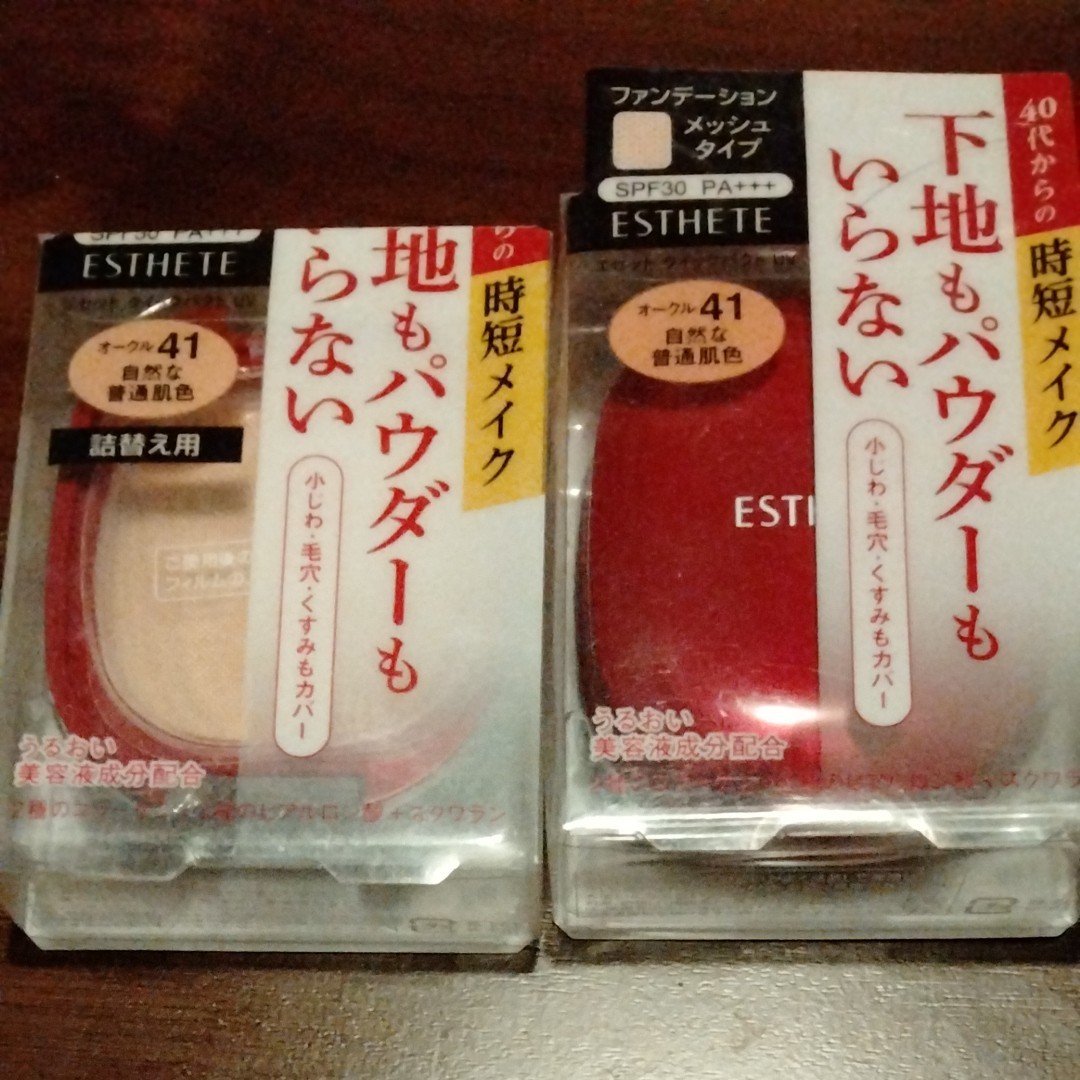 SPF30 PA+++
ESTHETE
オークル 41
自然な
普通肌色
詰替え用
らの
時短メイク
地もパウダーも
らない
小じわ・毛穴・くすみもカバー
うるおい
美容液成分配合
ファンデーション
メッシュ
タイプ
SPF30 PA+++
ESTHETE
オークル 41
自然な
普通肌色
40代からの
時短メイク
下地もパウダーも
いらない
小じわ・毛穴・くすみもカバー
ESTH
うるおい
美容液成分配合